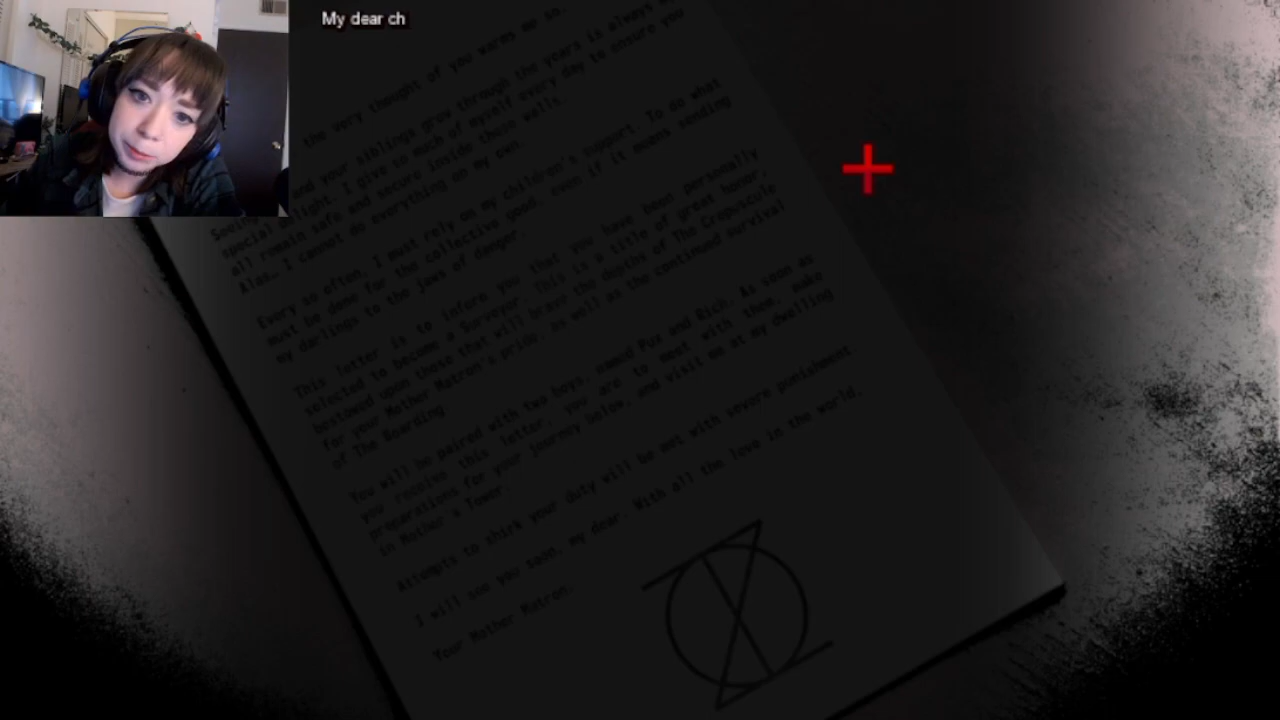 My dear ch
the very thought of you warms me so.
and your siblings grow through the years is always a
special delight. I give so much of myself every day to ensure you
all remain safe and secure inside these walls.
Alas, I cannot do everything on my own.
Every so often, I must rely on my children's support. To do what
must be done for the collective good, even if it means sending
my darlings to the jaws of danger.
This letter is to inform you that you have been personally
selected to become a Surveyor. This is a title of great honor,
bestowed upon those that will brave the depths of The Crepuscule
for your Mother Matron's pride, as well as the continued survival
of The Boarding
You will be paired with two boys, named Pux and Rich. As soon as
you receive this letter, you are to meet with them, make
preparations for your journey below, and visit me at my dwelling
in Mother's Tower.
Attempts to shirk your duty will be met with severe punishment.
I will see you soon, my dear. With all the love in the world,
Your Mother Matron.